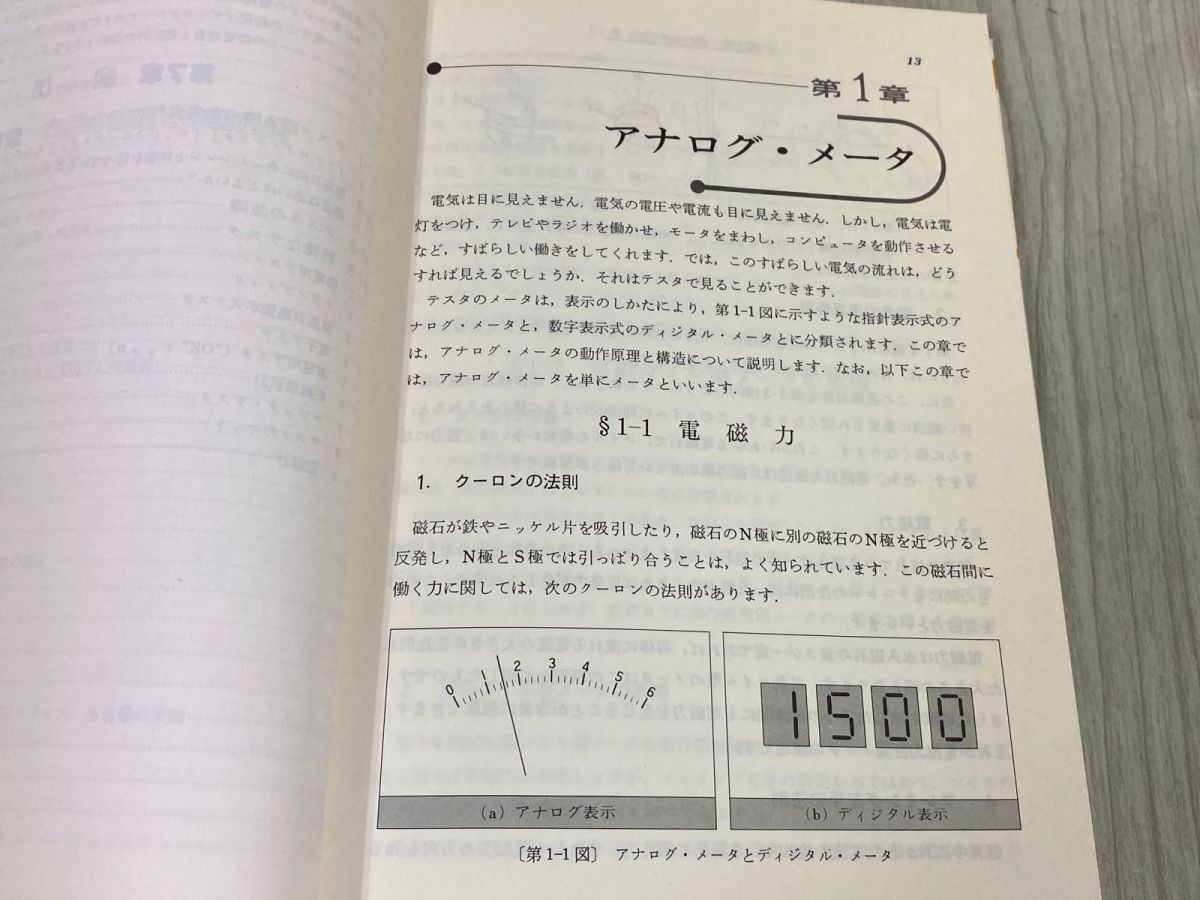 13
第1章
アナログ・メータ
電気は目に見えません．電気の電圧や電流も目に見えません．しかし，電気は電
灯をつけ，テレビやラジオを働かせ，モータをまわし，コンピュータを動作させる
など，すばらしい働きをしてくれます．では，このすばらしい電気の流れは，どう
すれば見えるでしょうか．それはテスタで見ることができます．
テスタのメータは，表示のしかたにより，第1-1図に示すような指針表示式のア
ナログ・メータと，数字表示式のディジタル・メータとに分類されます．この章で
は，アナログ・メータの動作原理と構造について説明します．なお，以下この章で
は，アナログ・メータを単にメータといいます．
§1-1 電磁力
1. クーロンの法則
磁石が鉄やニッケル片を吸引したり，磁石のN極に別の磁石のN極を近づけると
反発し，N極とS極では引っぱり合うことは，よく知られています．この磁石間に
働く力に関しては，次のクーロンの法則があります．
0 1 2 3 4 5 6
1500
(a) アナログ表示
(b) ディジタル表示
〔第1-1図〕 アナログ・メータとディジタル・メータ